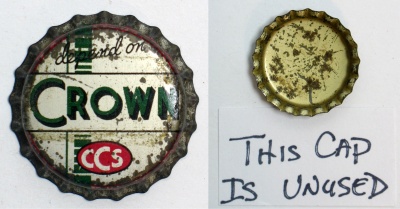 depend on
CROWN
CCS
THIS CAP
IS UNUSED